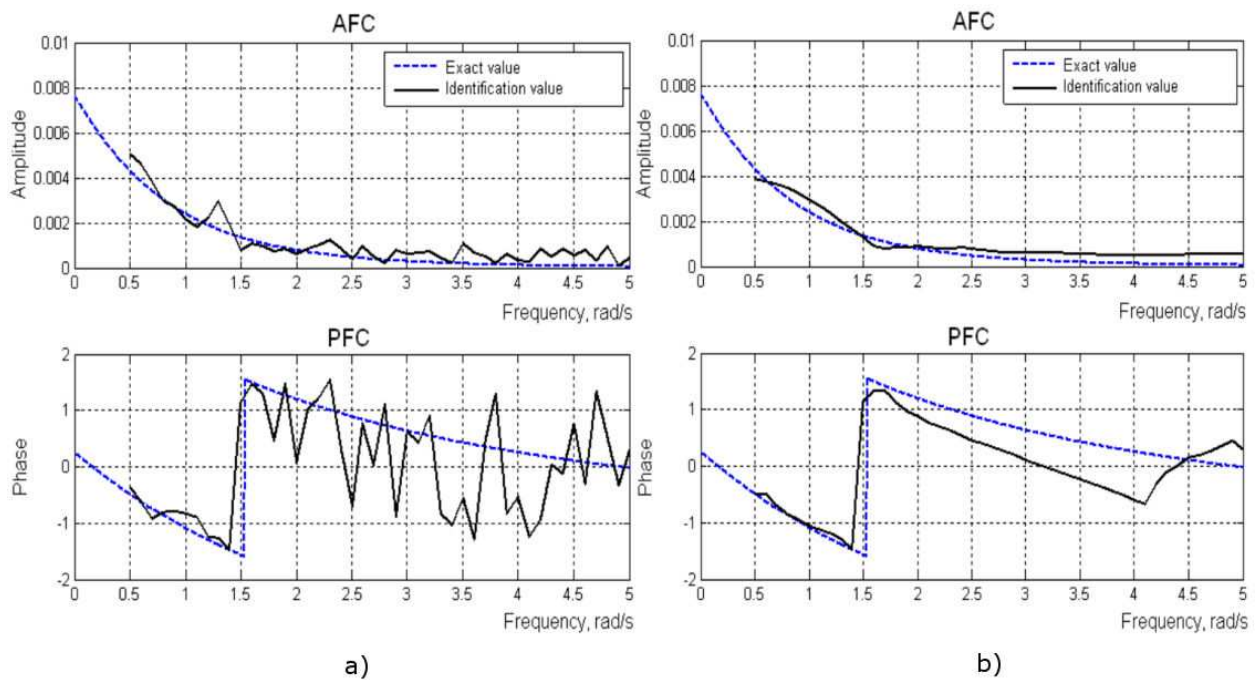 AFC
0.01
0.008
0.006
0.004
0.002
0
Amplitude
Exact value
Identification value
0 0.5 1 1.5 2 2.5 3 3.5 4 4.5 5
Frequency, rad/s
PFC
2
1
0
-1
-2
Phase
0 0.5 1 1.5 2 2.5 3 3.5 4 4.5 5
Frequency, rad/s
a)
AFC
0.01
0.008
0.006
0.004
0.002
0
Amplitude
Exact value
Identification value
0 0.5 1 1.5 2 2.5 3 3.5 4 4.5 5
Frequency, rad/s
PFC
2
1
0
-1
-2
Phase
0 0.5 1 1.5 2 2.5 3 3.5 4 4.5 5
Frequency, rad/s
b)